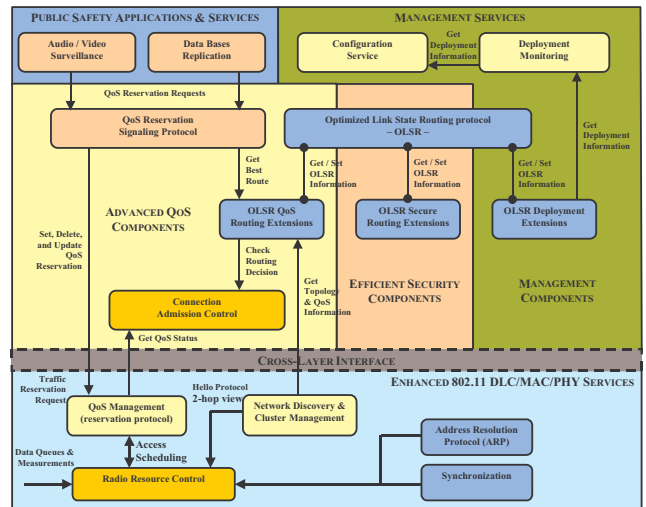 PUBLIC SAFETY APPLICATIONS & SERVICES
MANAGEMENT SERVICES
Audio / Video
Surveillance
Data Bases
Replication
Configuration
Service
Get
Deployment
Information
Deployment
Monitoring
QoS Reservation Requests
QoS Reservation
Signaling Protocol
Optimized Link State Routing protocol
– OLSR –
Get
Deployment
Information
Get
Best
Route
Get / Set
OLSR
Information
Get / Set
OLSR
Information
Get / Set
OLSR
Information
ADVANCED QOS
COMPONENTS
OLSR QoS
Routing Extensions
OLSR Secure
Routing Extensions
OLSR Deployment
Extensions
Set, Delete,
and Update
QoS
Reservation
Check
Routing
Decision
Get
Topology
& QoS
Information
EFFICIENT SECURITY
COMPONENTS
MANAGEMENT
COMPONENTS
Connection
Admission Control
Get QoS Status
CROSS-LAYER INTERFACE
ENHANCED 802.11 DLC/MAC/PHY SERVICES
Traffic
Reservation
Request
Hello Protocol
2-hop view
QoS Management
(reservation protocol)
Network Discovery &
Cluster Management
Address Resolution
Protocol (ARP)
Access
Scheduling
Data Queues &
Measurements
Radio Resource Control
Synchronization